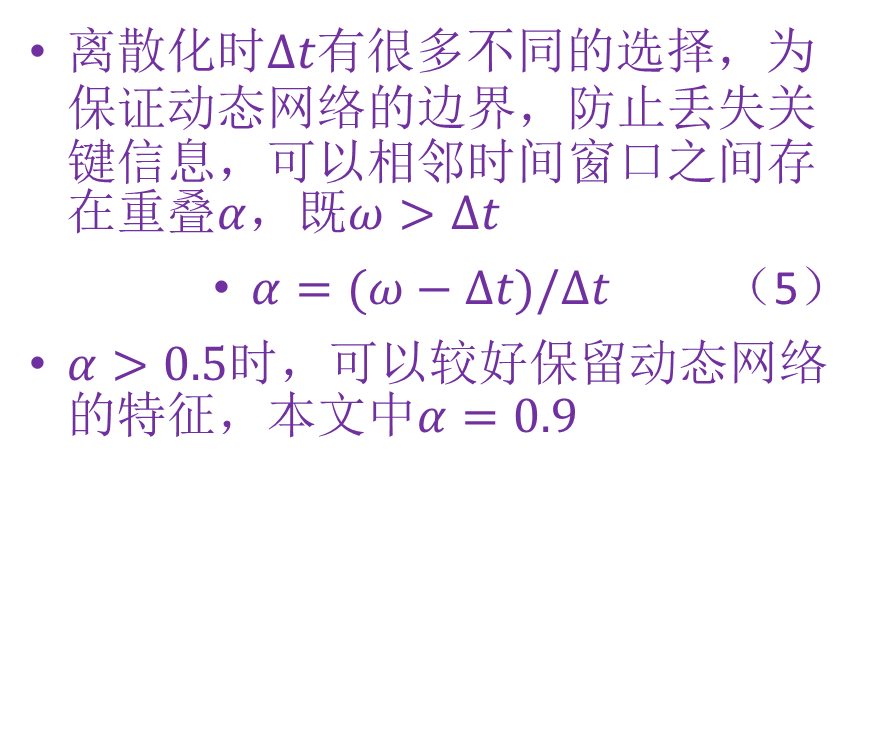 • 离散化时Δt有很多不同的选择，为
保证动态网络的边界，防止丢失关
键信息，可以相邻时间窗口之间存
在重叠α，既ω > Δt
• α = (ω − Δt)/Δt （5）
• α > 0.5时，可以较好保留动态网络
的特征，本文中α = 0.9